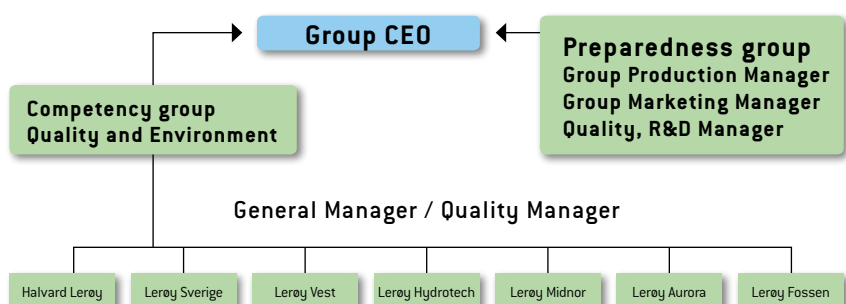 Group CEO
Preparedness group
Group Production Manager
Group Marketing Manager
Quality, R&D Manager
Competency group
Quality and Environment
General Manager / Quality Manager
Halvard Lerøy
Lerøy Sverige
Lerøy Vest
Lerøy Hydrotech
Lerøy Midnor
Lerøy Aurora
Lerøy Fossen